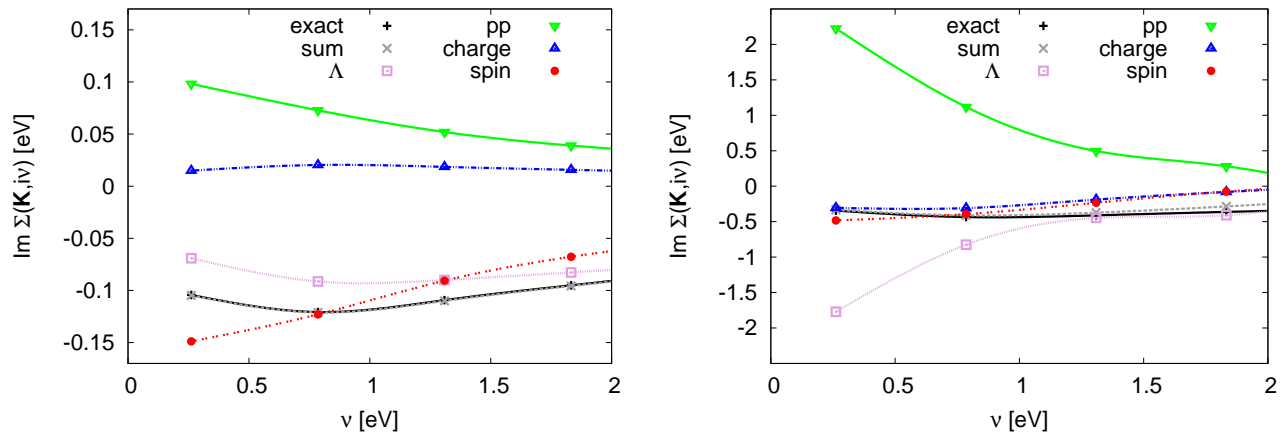 0.15
0.1
0.05
0
-0.05
-0.1
-0.15
0 0.5 1 1.5 2
Im Σ(K,iν) [eV]
ν [eV]
exact pp
sum charge
Λ spin
2
1.5
1
0.5
0
-0.5
-1
-1.5
-2
0 0.5 1 1.5 2
Im Σ(K,iν) [eV]
ν [eV]
exact pp
sum charge
Λ spin